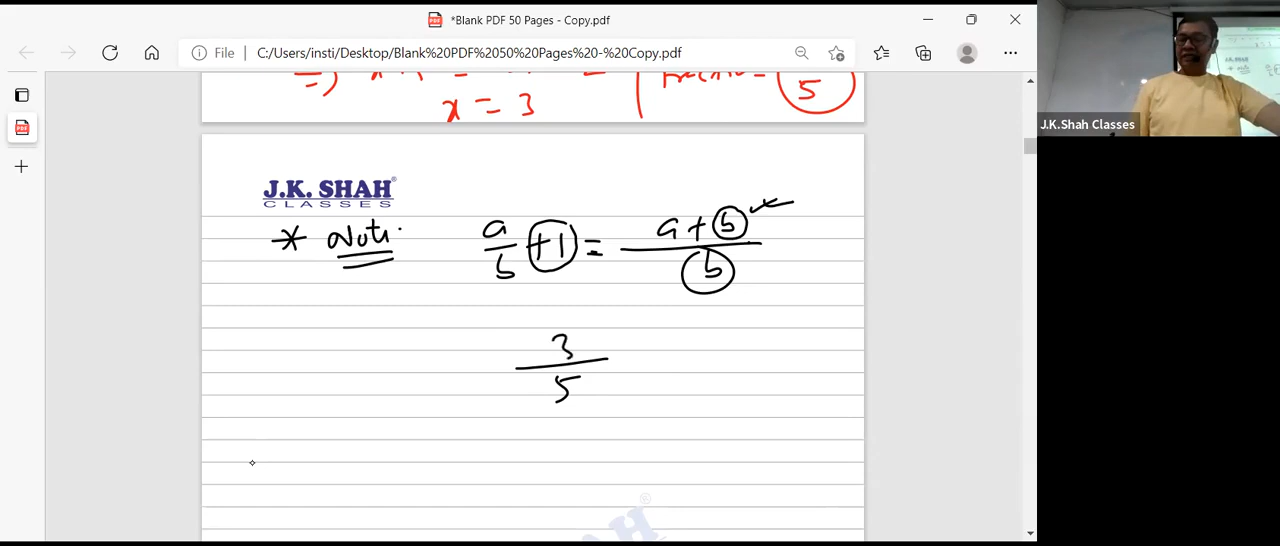 *Blank PDF 50 Pages - Copy.pdf
File C:/Users/insti/Desktop/Blank%20PDF%2050%20Pages%20-%20Copy.pdf
5
x = 3
J.K.Shah Classes
J.K. SHAH®
CLASSES
* Note. a/b +1 = a+b/b
3/5